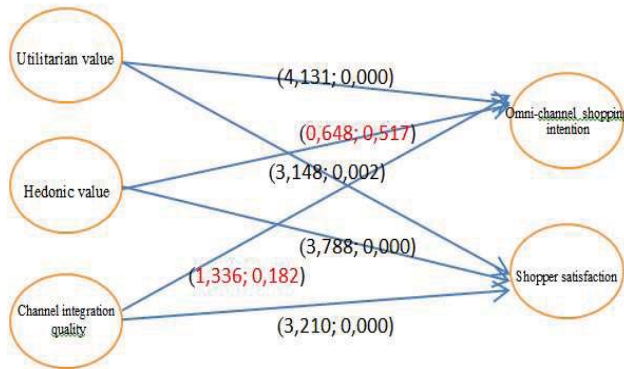 Utilitarian value
(4,131; 0,000)
Omni-channel shopping
intention
(0,648; 0,517)
(3,148; 0,002)
Hedonic value
(3,788; 0,000)
(1,336; 0,182)
Shopper satisfaction
Channel integration
quality
(3,210; 0,000)